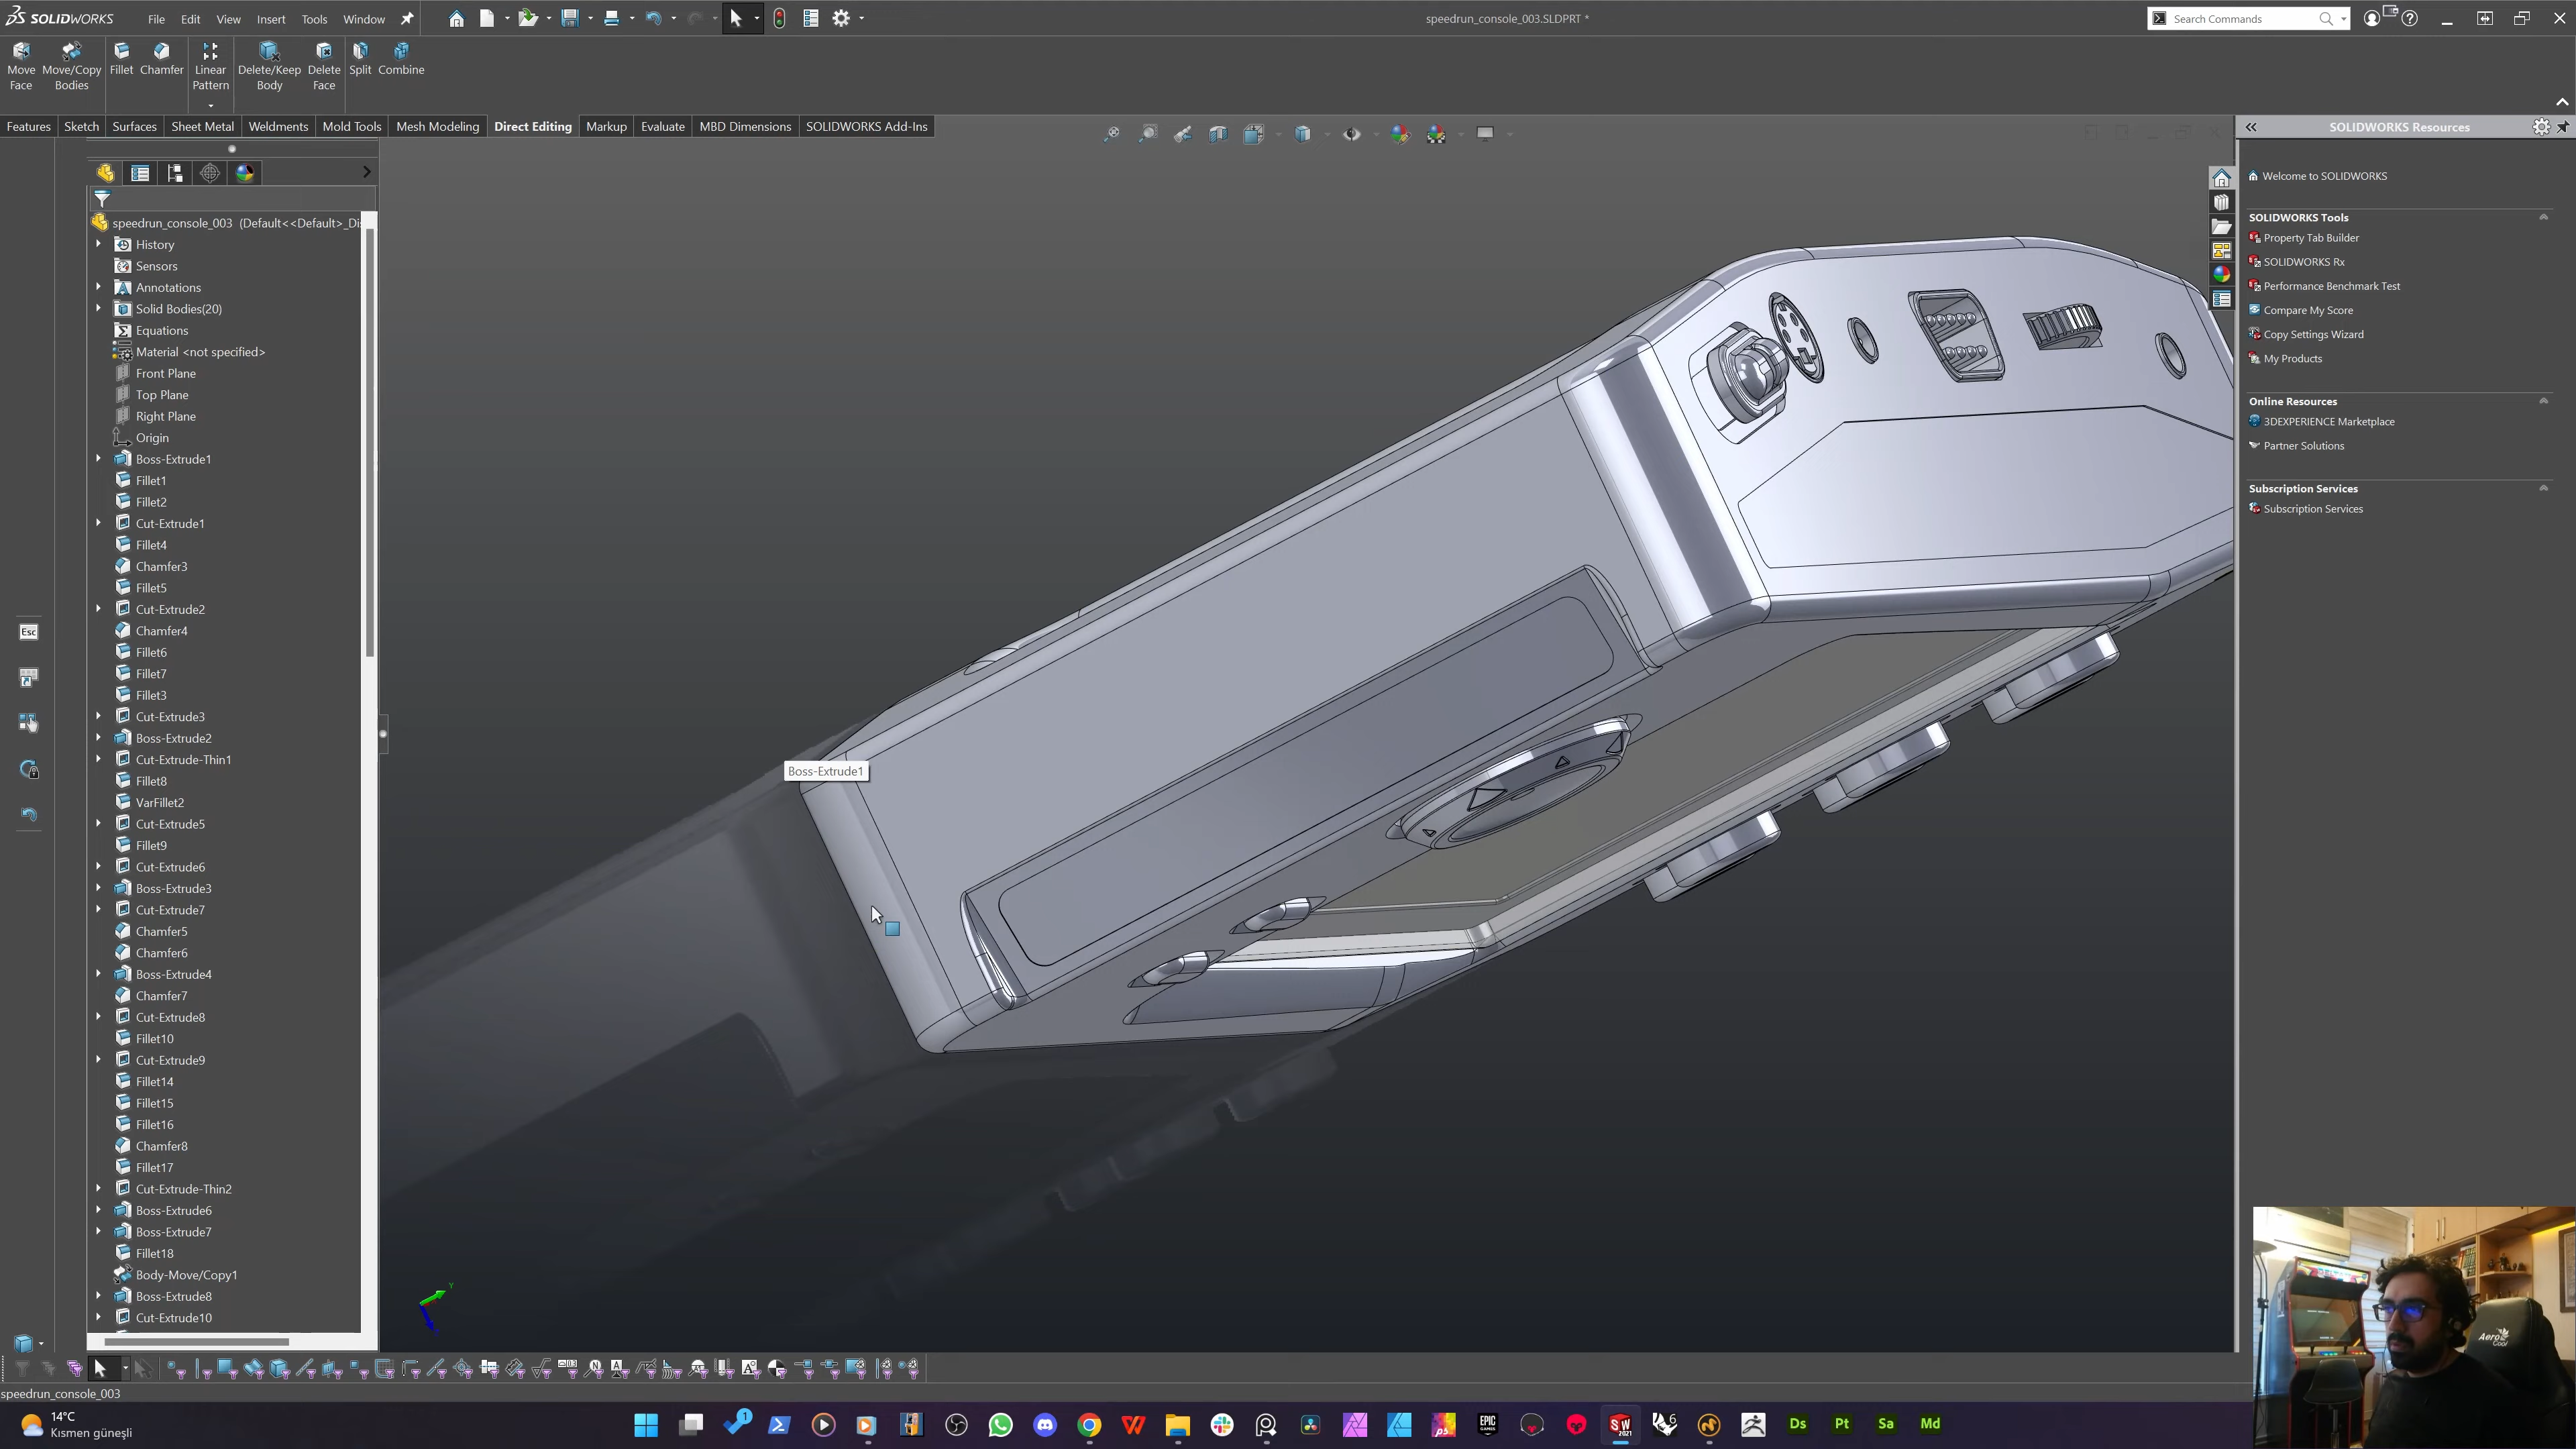 SOLIDWORKS File Edit View Insert Tools Window
speedrun_console_003.SLDPRT *
Search Commands
Move Face
Move/Copy Bodies
Fillet
Chamfer
Linear Pattern
Delete/Keep Body
Delete Face
Split
Combine
Features Sketch Surfaces Sheet Metal Weldments Mold Tools Mesh Modeling Direct Editing Markup Evaluate MBD Dimensions SOLIDWORKS Add-Ins
speedrun_console_003 (Default<<Default>_Di
History
Sensors
Annotations
Solid Bodies(20)
Equations
Material <not specified>
Front Plane
Top Plane
Right Plane
Origin
Boss-Extrude1
Fillet1
Fillet2
Cut-Extrude1
Fillet4
Chamfer3
Fillet5
Cut-Extrude2
Chamfer4
Fillet6
Fillet7
Fillet3
Cut-Extrude3
Boss-Extrude2
Cut-Extrude-Thin1
Fillet8
VarFillet2
Cut-Extrude5
Fillet9
Cut-Extrude6
Boss-Extrude3
Cut-Extrude7
Chamfer5
Chamfer6
Boss-Extrude4
Chamfer7
Cut-Extrude8
Fillet10
Cut-Extrude9
Fillet14
Fillet15
Fillet16
Chamfer8
Fillet17
Cut-Extrude-Thin2
Boss-Extrude6
Boss-Extrude7
Fillet18
Body-Move/Copy1
Boss-Extrude8
Cut-Extrude10
Esc
Boss-Extrude1
Y
SOLIDWORKS Resources
Welcome to SOLIDWORKS
SOLIDWORKS Tools
Property Tab Builder
SOLIDWORKS Rx
Performance Benchmark Test
Compare My Score
Copy Settings Wizard
My Products
Online Resources
3DEXPERIENCE Marketplace
Partner Solutions
Subscription Services
Subscription Services
Aero
Cool
speedrun_console_003
14°C
Kısmen güneşli
1
EPIC GAMES
SW 2021
6
Ds Pt Sa Md